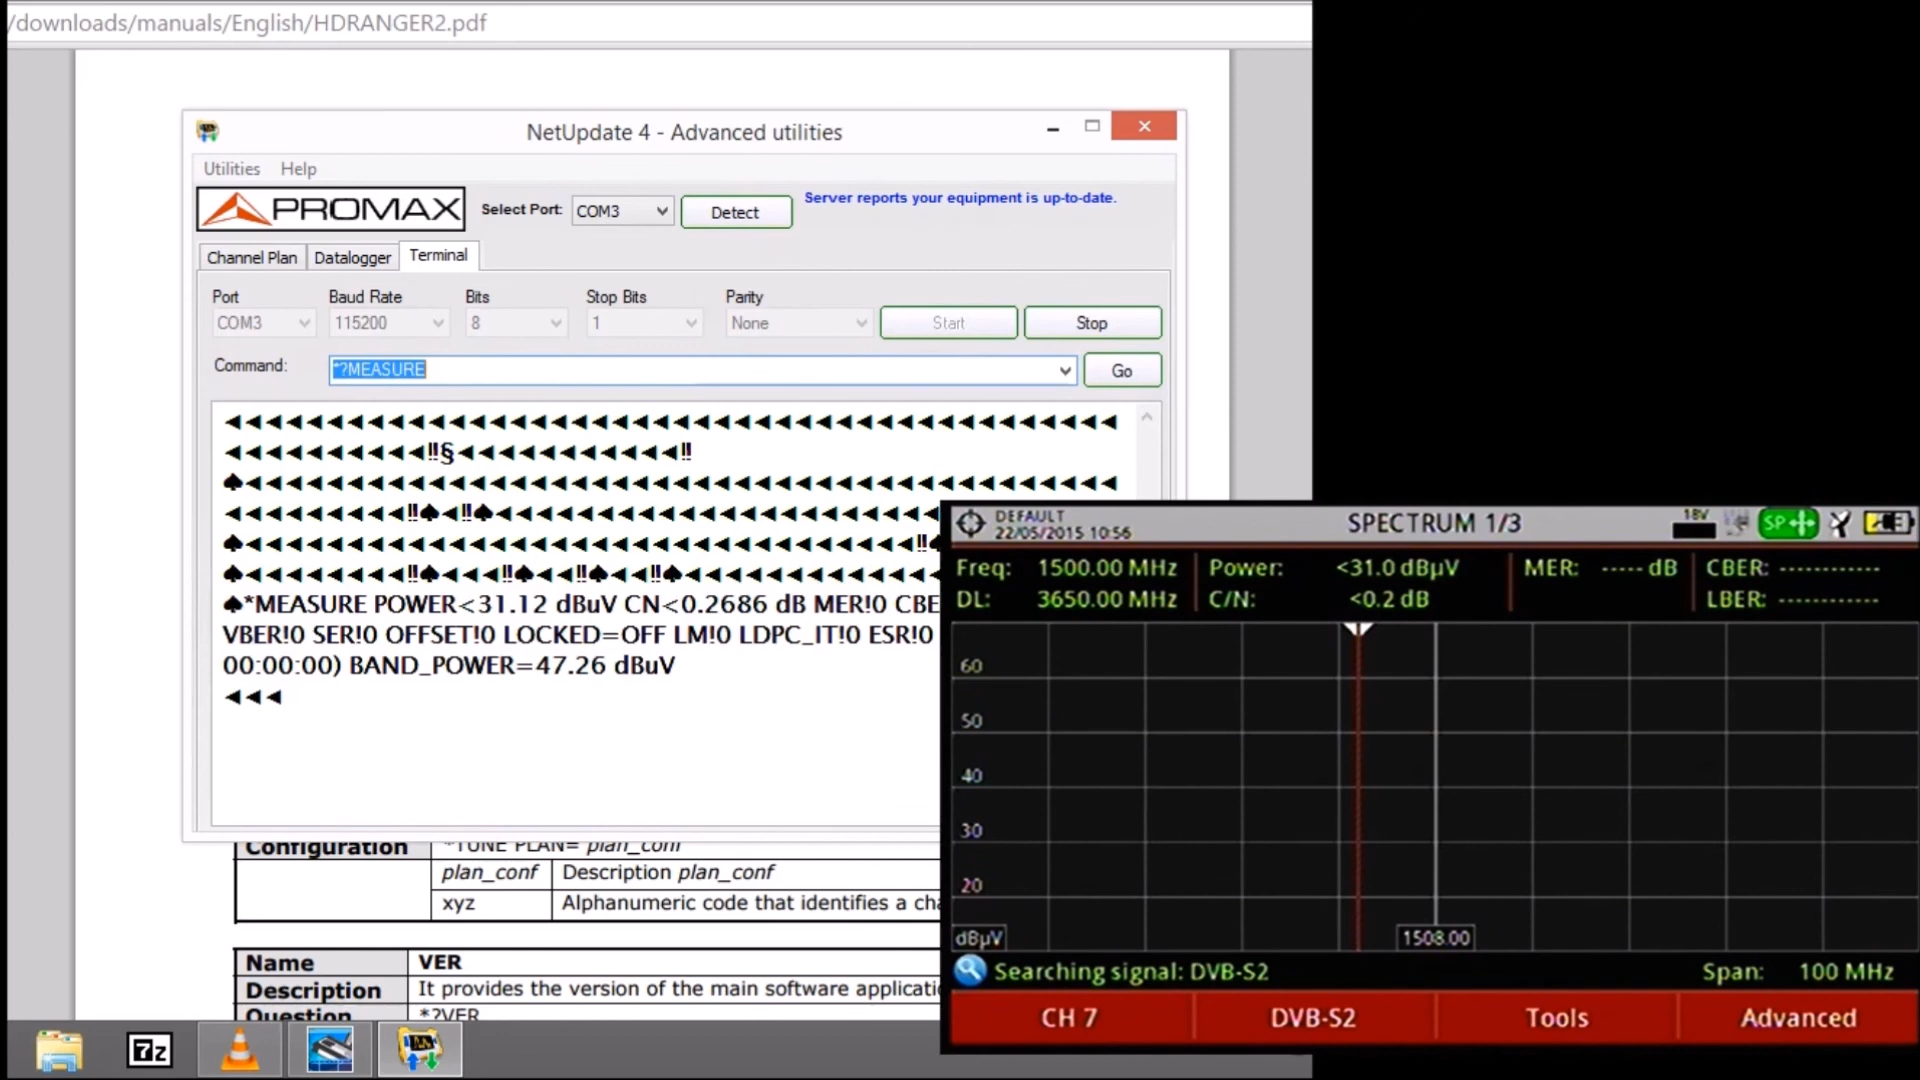 /downloads/manuals/English/HDRANGER2.pdf
NetUpdate 4 - Advanced utilities
Utilities Help
PROMAX
Select Port: COM3 Detect
Server reports your equipment is up-to-date.
Channel Plan Datalogger Terminal
Port Baud Rate Bits Stop Bits Parity
COM3 115200 8 1 None Start Stop
Command: *?MEASURE Go
◄◄◄◄◄◄◄◄◄◄◄◄◄◄◄◄◄◄◄◄◄◄◄◄◄◄◄◄◄◄◄◄◄◄◄◄◄◄◄◄◄◄◄◄
◄◄◄◄◄◄◄◄◄◄‼§◄◄◄◄◄◄◄◄◄◄◄‼
♠◄◄◄◄◄◄◄◄◄◄◄◄◄◄◄◄◄◄◄◄◄◄◄◄◄◄◄◄◄◄◄◄◄◄◄◄◄◄◄◄◄◄◄
◄◄◄◄◄◄◄◄◄‼♠◄‼♠◄◄◄◄◄◄◄◄◄◄◄◄◄◄◄◄◄◄◄◄◄◄
♠◄◄◄◄◄◄◄◄◄◄◄◄◄◄◄◄◄◄◄◄◄◄◄◄◄◄◄◄◄◄◄◄◄‼
♠◄◄◄◄◄◄◄◄‼♠◄◄◄‼♠◄◄‼♠◄◄‼♠◄◄◄◄◄◄◄◄◄◄◄◄◄
♠*MEASURE POWER<31.12 dBuV CN<0.2686 dB MER!0 CBE
VBER!0 SER!0 OFFSET!0 LOCKED=OFF LM!0 LDPC_IT!0 ESR!0
00:00:00) BAND_POWER=47.26 dBuV
◄◄◄
Configuration *TUNE PLAN= plan_conf
plan_conf Description plan_conf
xyz Alphanumeric code that identifies a cha
Name VER
Description It provides the version of the main software applicati
Question *?VER
7z
DEFAULT
22/05/2015 10:56
SPECTRUM 1/3
18V
SP
Freq: 1500.00 MHz Power: <31.0 dBµV MER: ----- dB CBER: ------------
DL: 3650.00 MHz C/N: <0.2 dB LBER: ------------
60
50
40
30
20
dBµV 1508.00
Searching signal: DVB-S2 Span: 100 MHz
CH 7 DVB-S2 Tools Advanced